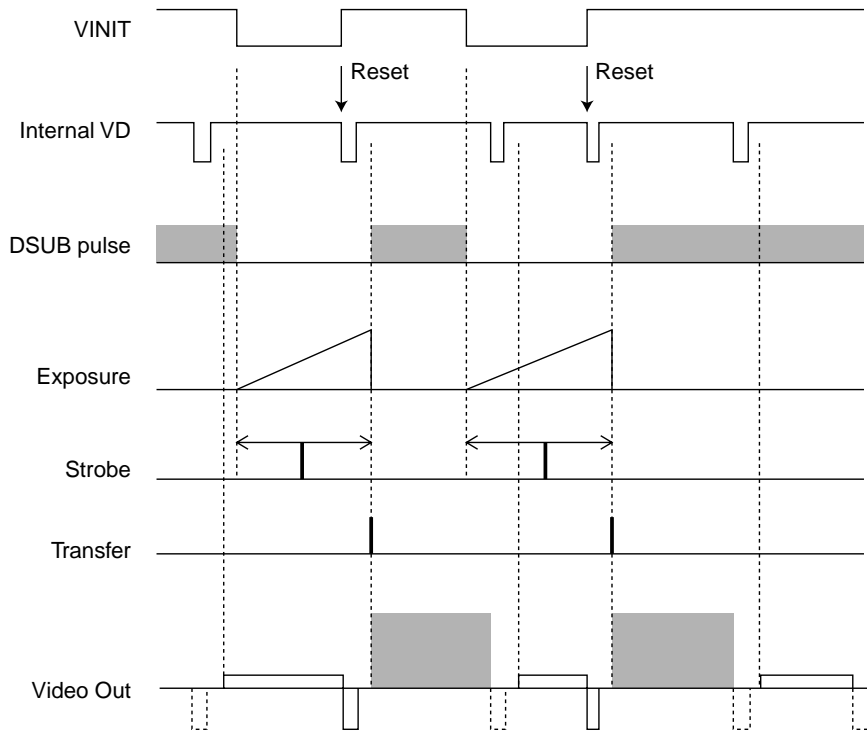 VINIT
Reset
Reset
Internal VD
DSUB pulse
Exposure
Strobe
Transfer
Video Out